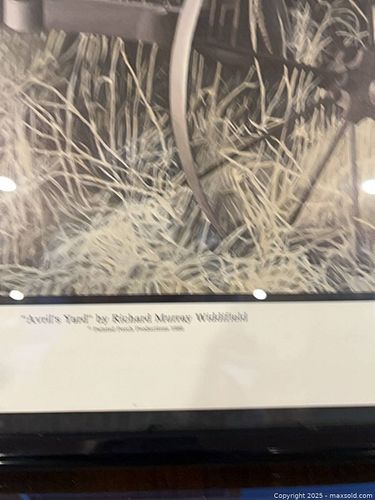 "Avril's Yard" by Richard Murray Widdifield
Copyright 2025 - maxsold.com